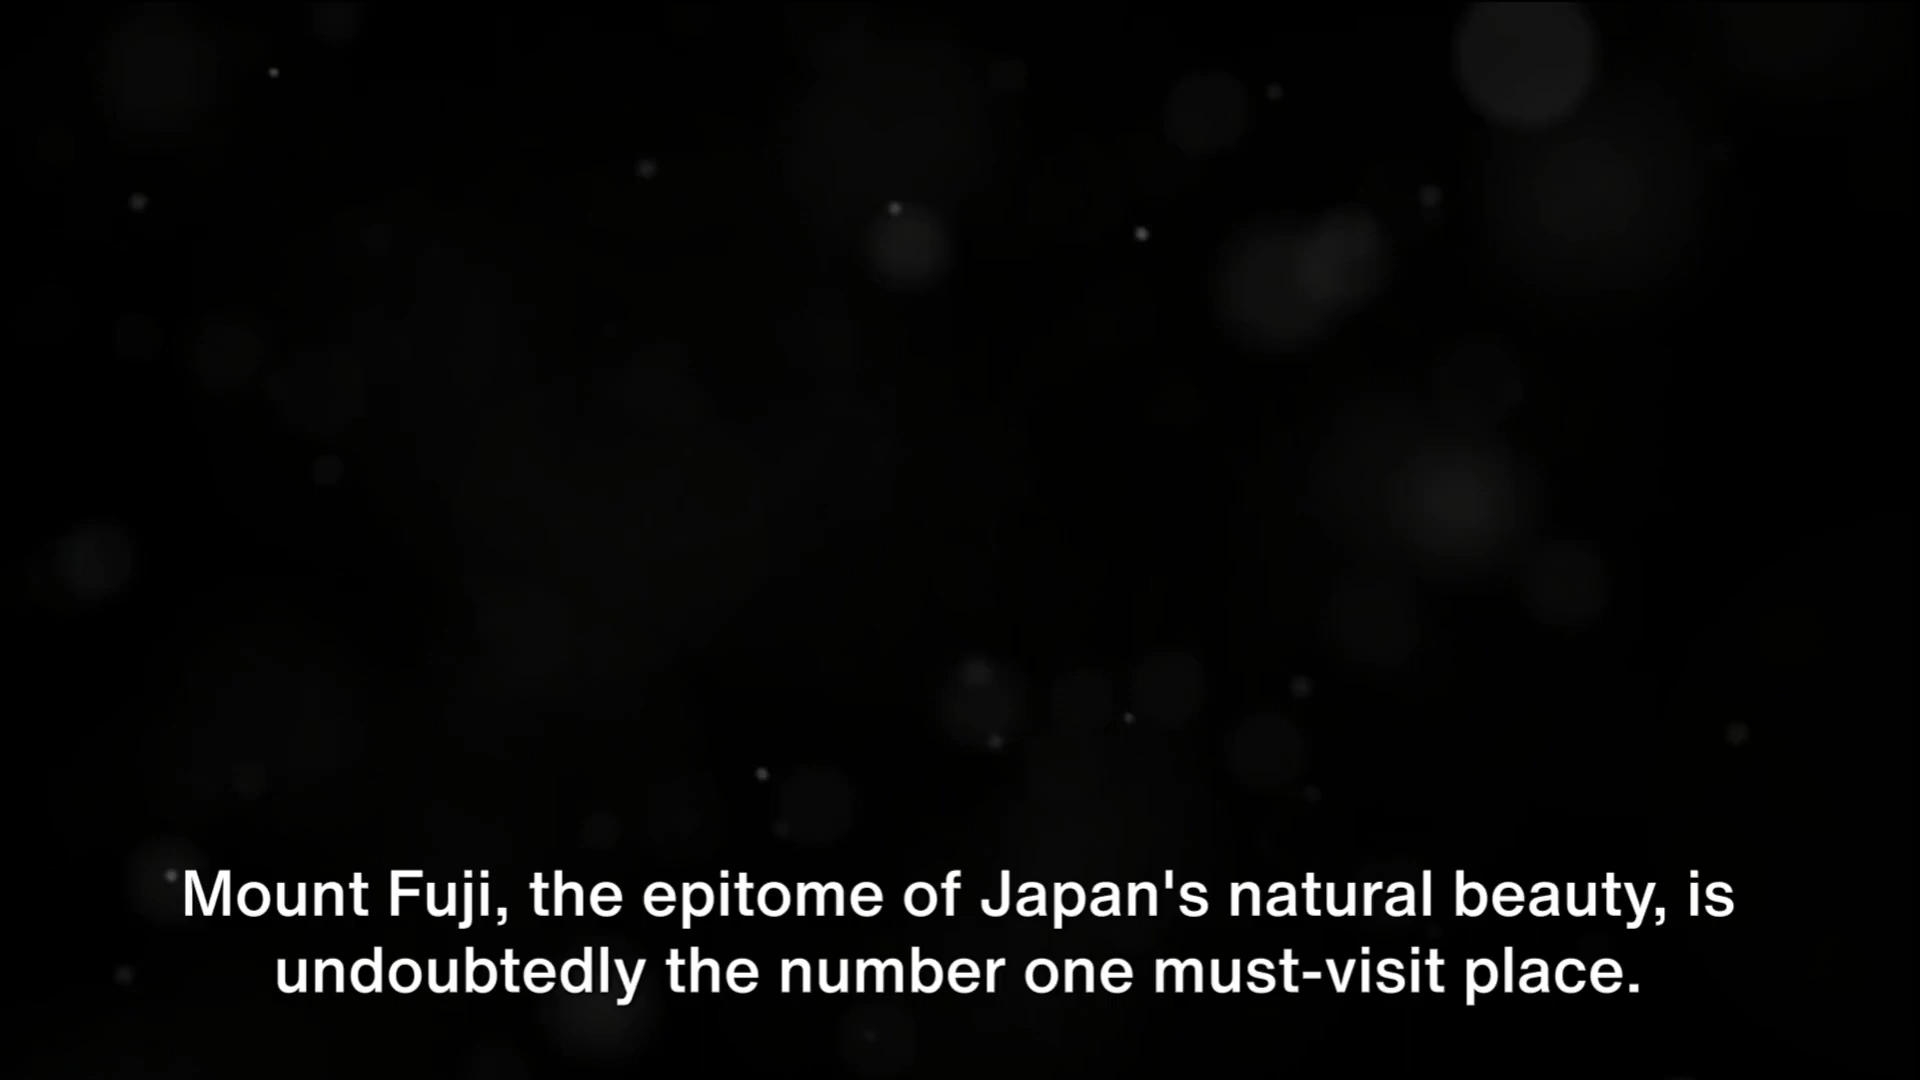 Mount Fuji, the epitome of Japan's natural beauty, is
undoubtedly the number one must-visit place.